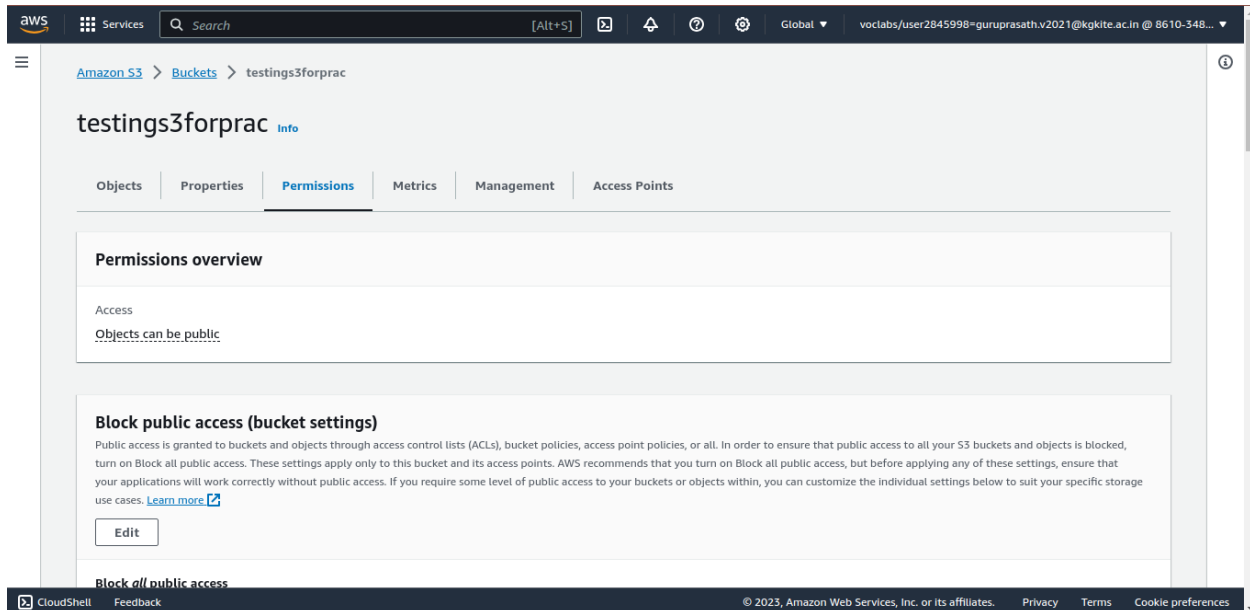 aws Services Search [Alt+S] Global voclabs/user2845998=guruprasath.v2021@kgkite.ac.in @ 8610-348...
Amazon S3 > Buckets > testings3forprac
testings3forprac Info
Objects Properties Permissions Metrics Management Access Points
Permissions overview
Access
Objects can be public
Block public access (bucket settings)
Public access is granted to buckets and objects through access control lists (ACLs), bucket policies, access point policies, or all. In order to ensure that public access to all your S3 buckets and objects is blocked,
turn on Block all public access. These settings apply only to this bucket and its access points. AWS recommends that you turn on Block all public access, but before applying any of these settings, ensure that
your applications will work correctly without public access. If you require some level of public access to your buckets or objects within, you can customize the individual settings below to suit your specific storage
use cases. Learn more
Edit
Block all public access
CloudShell Feedback © 2023, Amazon Web Services, Inc. or its affiliates. Privacy Terms Cookie preferences